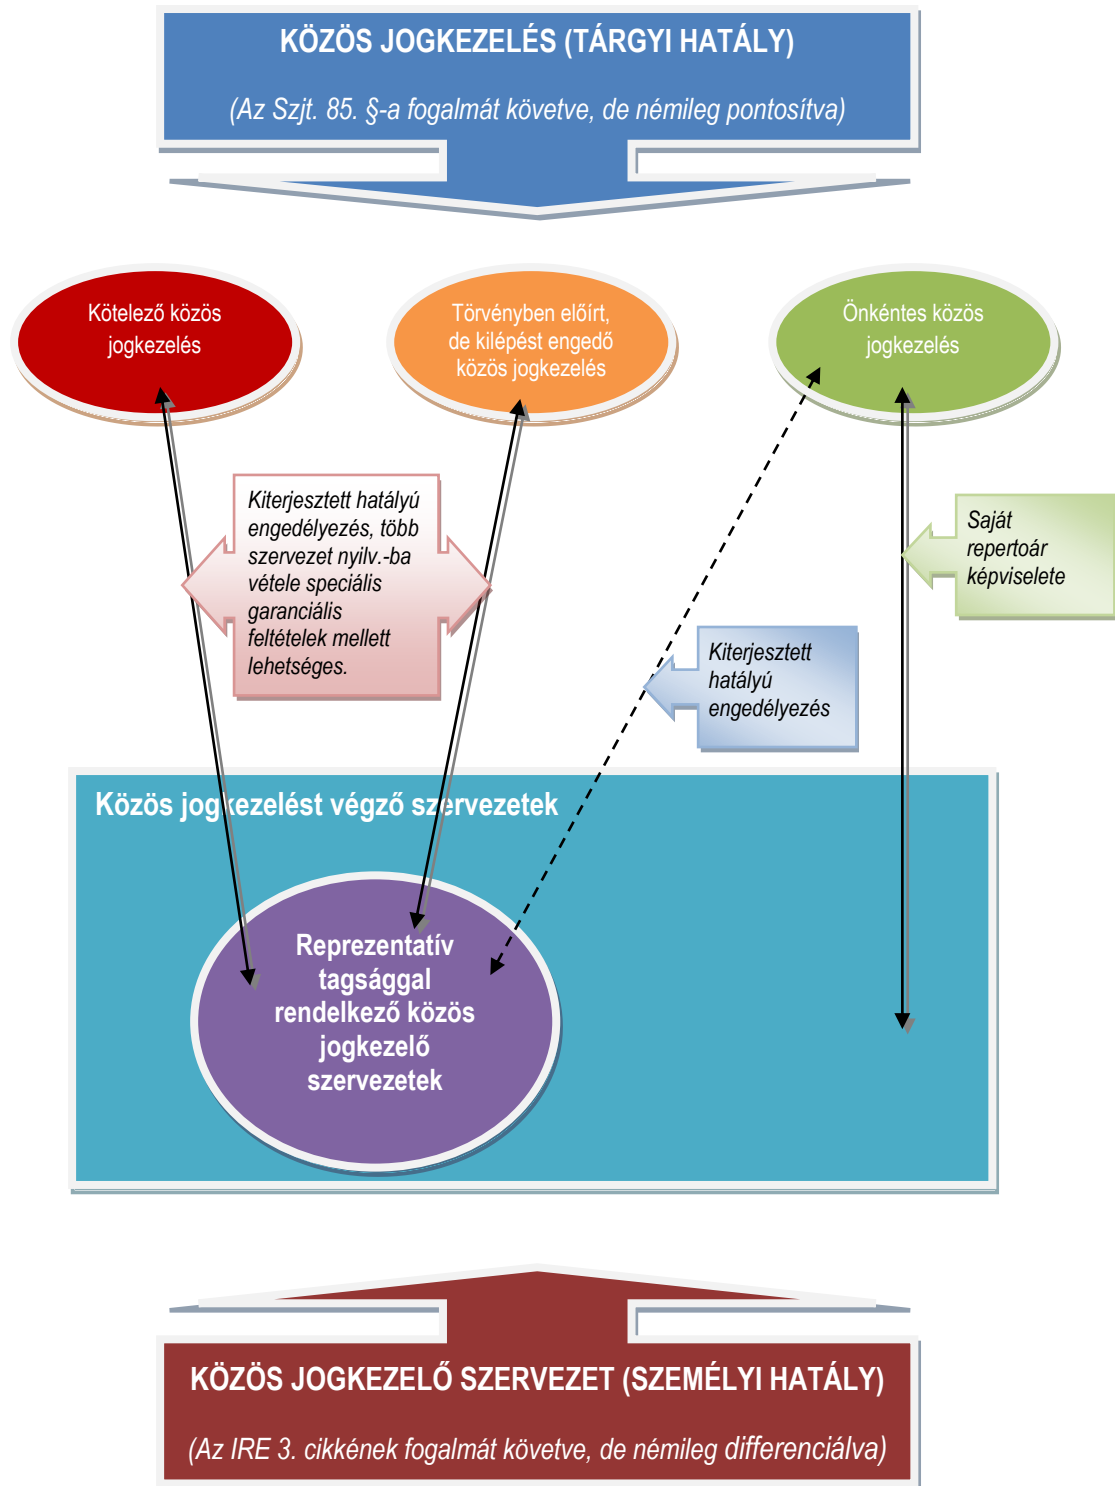 KÖZÖS JOGKEZELÉS (TÁRGYI HATÁLY)
(Az Szjt. 85. §-a fogalmát követve, de némileg pontosítva)
Kötelező közös
jogkezelés
Törvényben előírt,
de kilépést engedő
közös jogkezelés
Önkéntes közös
jogkezelés
Kiterjesztett hatályú
engedélyezés, több
szervezet nyilv.-ba
vétele speciális
garanciális
feltételek mellett
lehetséges.
Saját
repertoár
képviselete
Kiterjesztett
hatályú
engedélyezés
Közös jogkezelést végző szervezetek
Reprezentatív
tagsággal
rendelkező közös
jogkezelő
szervezetek
KÖZÖS JOGKEZELŐ SZERVEZET (SZEMÉLYI HATÁLY)
(Az IRE 3. cikkének fogalmát követve, de némileg differenciálva)